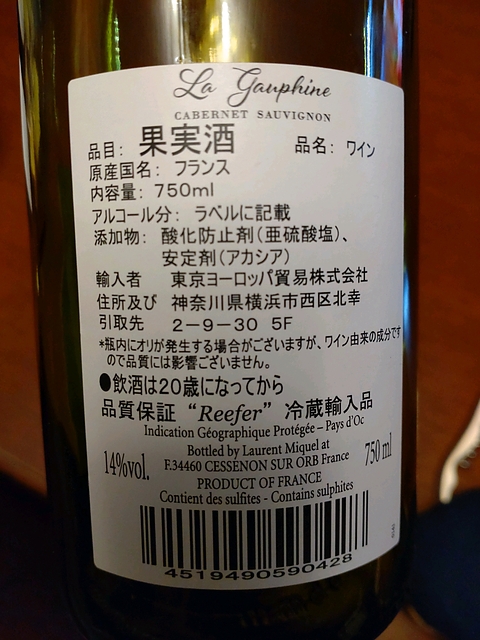 La Gauphine
CABERNET SAUVIGNON
品目: 果実酒 品名: ワイン
原産国名: フランス
内容量: 750ml
アルコール分: ラベルに記載
添加物: 酸化防止剤(亜硫酸塩)、
安定剤(アカシア)
輸入者 東京ヨーロッパ貿易株式会社
住所及び 神奈川県横浜市西区北幸
引取先 2-9-30 5F
*瓶内にオリが発生する場合がございますが、ワイン由来の成分です
ので品質には影響ございません。
●飲酒は20歳になってから
品質保証 "Reefer" 冷蔵輸入品
Indication Géographique Protégée – Pays d'Oc
Bottled by Laurent Miquel at
14%vol. F.34460 CESSENON SUR ORB France 750 ml
PRODUCT OF FRANCE
Contient des sulfites - Contains sulphites
4519490590428